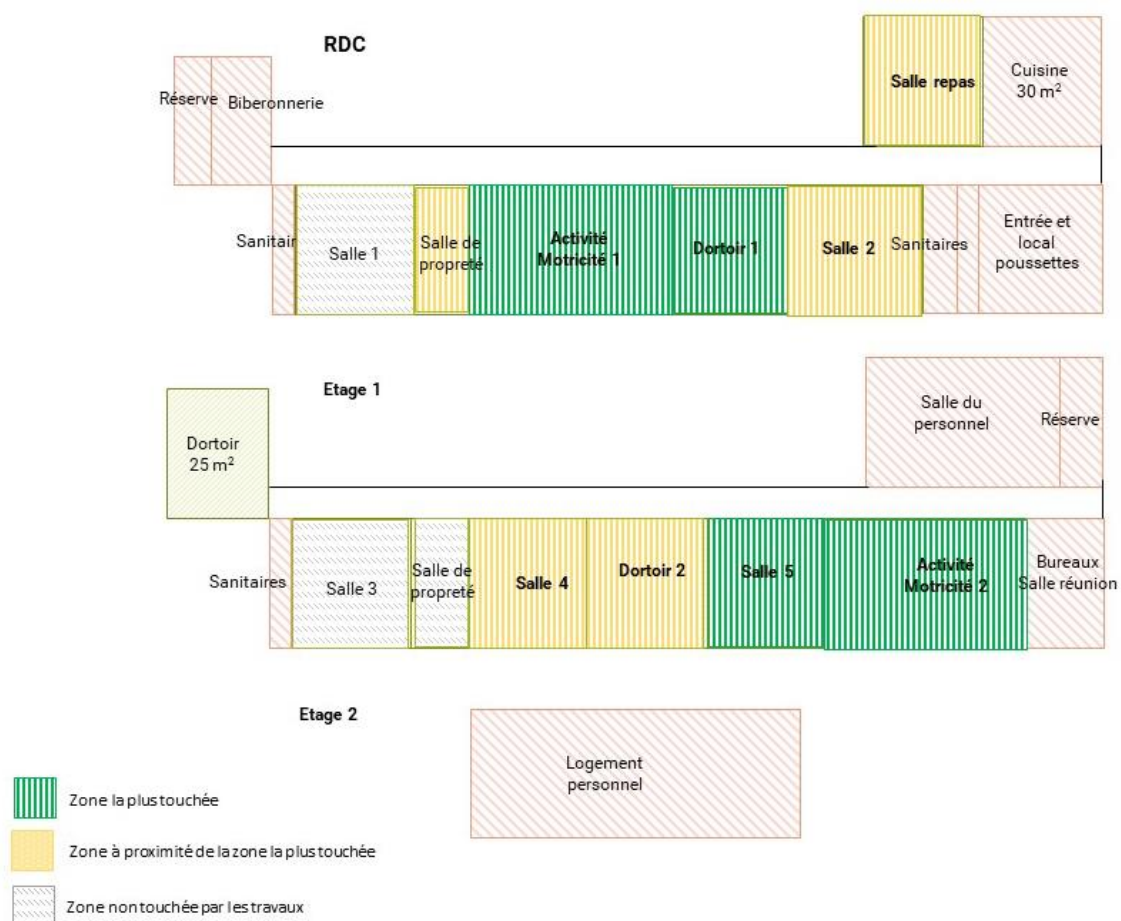 RDC
Salle repas
Cuisine
30 m²
Réserve
Biberonnerie
Sanitair
Salle 1
Salle de
propreté
Activité
Motricité 1
Dortoir 1
Salle 2
Sanitaires
Entrée et
local
poussettes
Etage 1
Dortoir
25 m²
Salle du
personnel
Réserve
Sanitaires
Salle 3
Salle de
propreté
Salle 4
Dortoir 2
Salle 5
Activité
Motricité 2
Bureaux
Salle réunion
Etage 2
Logement
personnel
Zone la plus touchée
Zone à proximité de la zone la plus touchée
Zone non touchée par les travaux